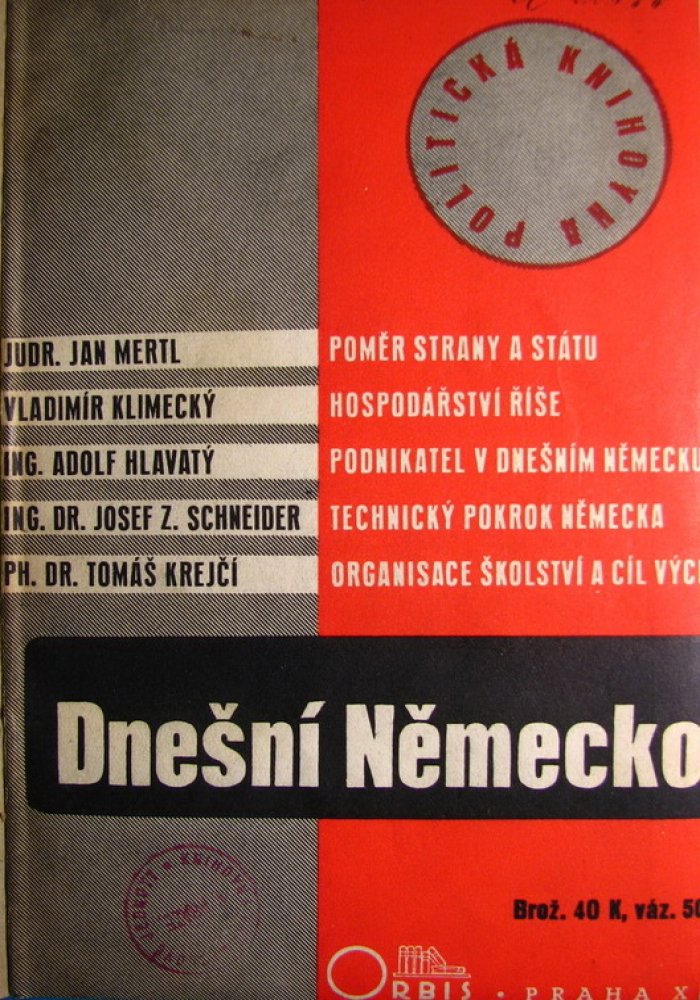 POLITICKÁ KNIHOVNA
JUDR. JAN MERTL POMĚR STRANY A STÁTU
VLADIMÍR KLIMECKÝ HOSPODÁŘSTVÍ ŘÍŠE
ING. ADOLF HLAVATÝ PODNIKATEL V DNEŠNÍM NĚMECKU
ING. DR. JOSEF Z. SCHNEIDER TECHNICKÝ POKROK NĚMECKA
PH. DR. TOMÁŠ KREJČÍ ORGANISACE ŠKOLSTVÍ A CÍL VÝC
Dnešní Německo
Brož. 40 K, váz. 50
ORBIS · PRAHA X